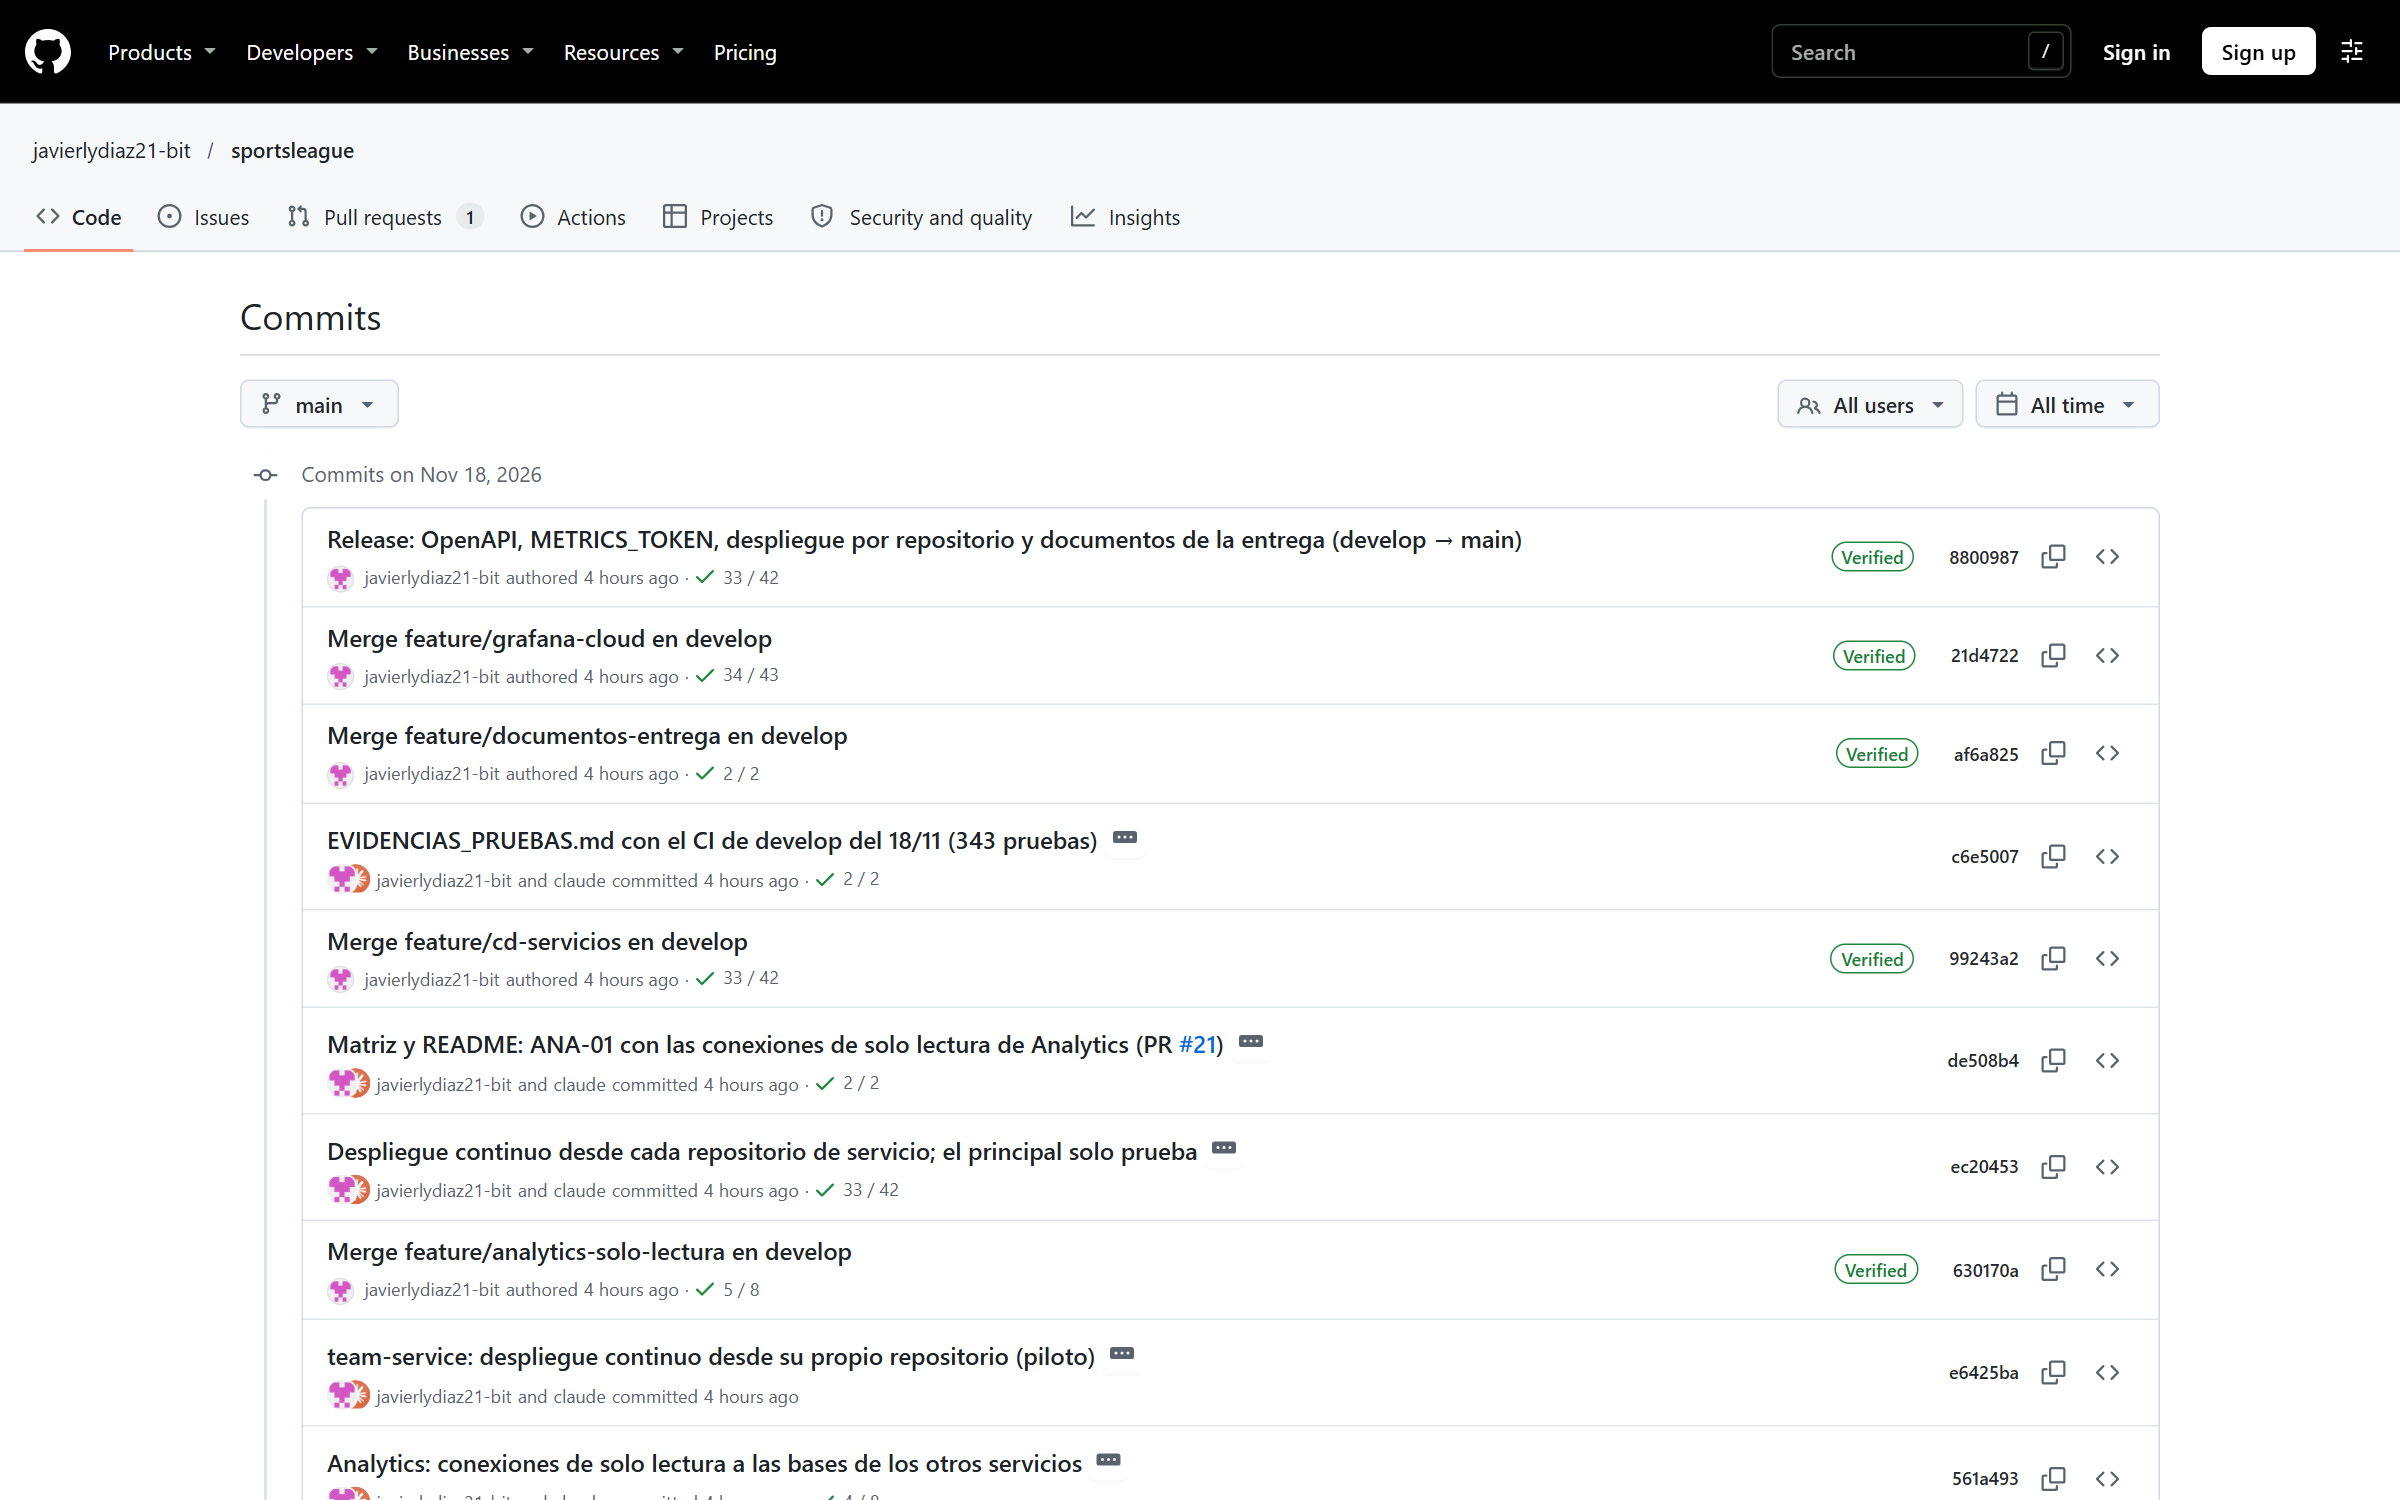 Products Developers Businesses Resources Pricing Search / Sign in Sign up
javierlydiaz21-bit / sportsleague
Code Issues Pull requests 1 Actions Projects Security and quality Insights
Commits
main All users All time
Commits on Nov 18, 2026
Release: OpenAPI, METRICS_TOKEN, despliegue por repositorio y documentos de la entrega (develop → main)
javierlydiaz21-bit authored 4 hours ago · 33 / 42
Verified 8800987
Merge feature/grafana-cloud en develop
javierlydiaz21-bit authored 4 hours ago · 34 / 43
Verified 21d4722
Merge feature/documentos-entrega en develop
javierlydiaz21-bit authored 4 hours ago · 2 / 2
Verified af6a825
EVIDENCIAS_PRUEBAS.md con el CI de develop del 18/11 (343 pruebas)
javierlydiaz21-bit and claude committed 4 hours ago · 2 / 2
c6e5007
Merge feature/cd-servicios en develop
javierlydiaz21-bit authored 4 hours ago · 33 / 42
Verified 99243a2
Matriz y README: ANA-01 con las conexiones de solo lectura de Analytics (PR #21)
javierlydiaz21-bit and claude committed 4 hours ago · 2 / 2
de508b4
Despliegue continuo desde cada repositorio de servicio; el principal solo prueba
javierlydiaz21-bit and claude committed 4 hours ago · 33 / 42
ec20453
Merge feature/analytics-solo-lectura en develop
javierlydiaz21-bit authored 4 hours ago · 5 / 8
Verified 630170a
team-service: despliegue continuo desde su propio repositorio (piloto)
javierlydiaz21-bit and claude committed 4 hours ago
e6425ba
Analytics: conexiones de solo lectura a las bases de los otros servicios
561a493